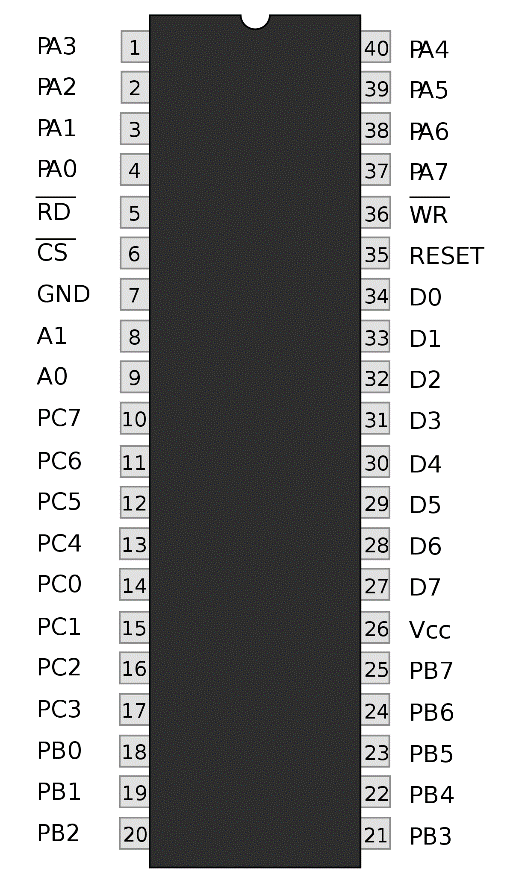 PA3 1 40 PA4
PA2 2 39 PA5
PA1 3 38 PA6
PA0 4 37 PA7
R̅D̅ 5 36 W̅R̅
C̅S̅ 6 35 RESET
GND 7 34 D0
A1 8 33 D1
A0 9 32 D2
PC7 10 31 D3
PC6 11 30 D4
PC5 12 29 D5
PC4 13 28 D6
PC0 14 27 D7
PC1 15 26 Vcc
PC2 16 25 PB7
PC3 17 24 PB6
PB0 18 23 PB5
PB1 19 22 PB4
PB2 20 21 PB3